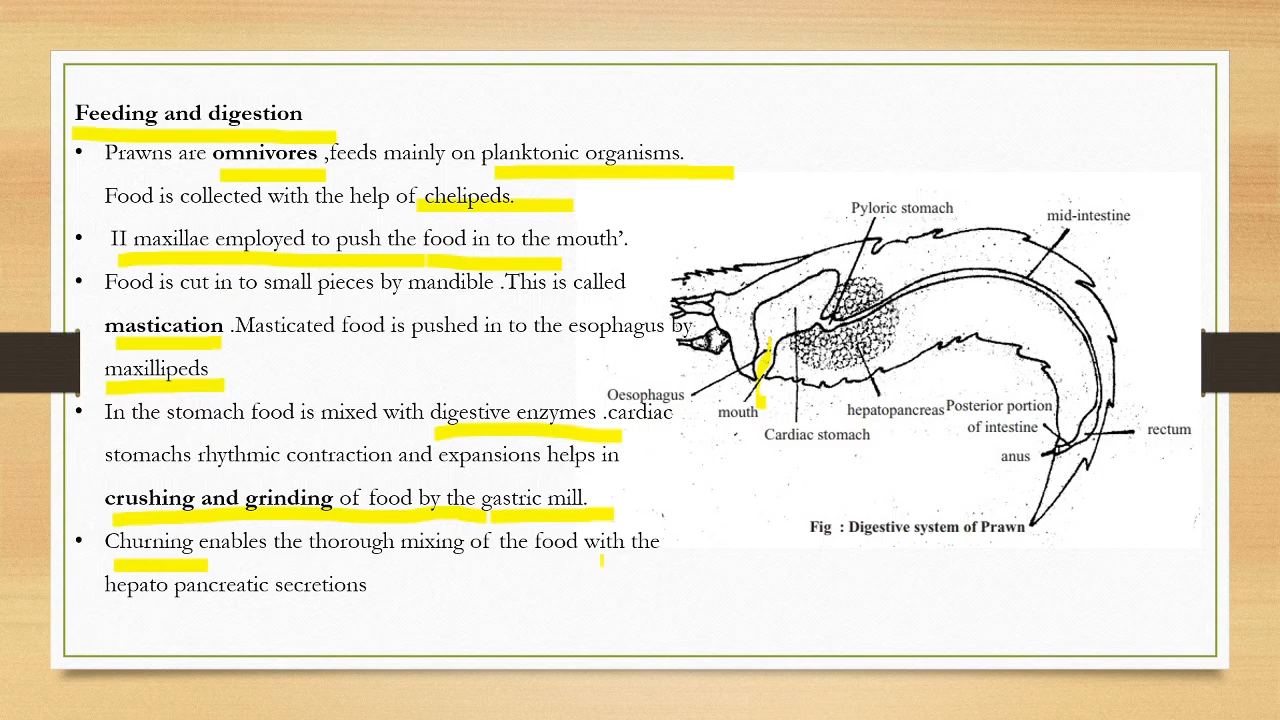 Feeding and digestion
• Prawns are omnivores ,feeds mainly on planktonic organisms.
Food is collected with the help of chelipeds.
• II maxillae employed to push the food in to the mouth’.
• Food is cut in to small pieces by mandible .This is called
mastication .Masticated food is pushed in to the esophagus by
maxillipeds
• In the stomach food is mixed with digestive enzymes .cardiac
stomachs rhythmic contraction and expansions helps in
crushing and grinding of food by the gastric mill.
• Churning enables the thorough mixing of the food with the
hepato pancreatic secretions
Pyloric stomach
mid-intestine
Oesophagus
mouth
Cardiac stomach
hepatopancreas
Posterior portion
of intestine
anus
rectum
Fig : Digestive system of Prawn